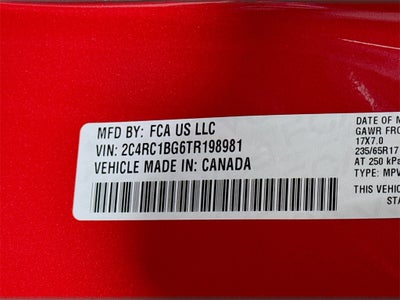 MFD BY: FCA US LLC
VIN: 2C4RC1BG6TR198981
VEHICLE MADE IN: CANADA
DATE OF M
GAWR FRO
17X7.0
235/65R17
AT 250 kPa
TYPE: MPV
THIS VEHIC
STA